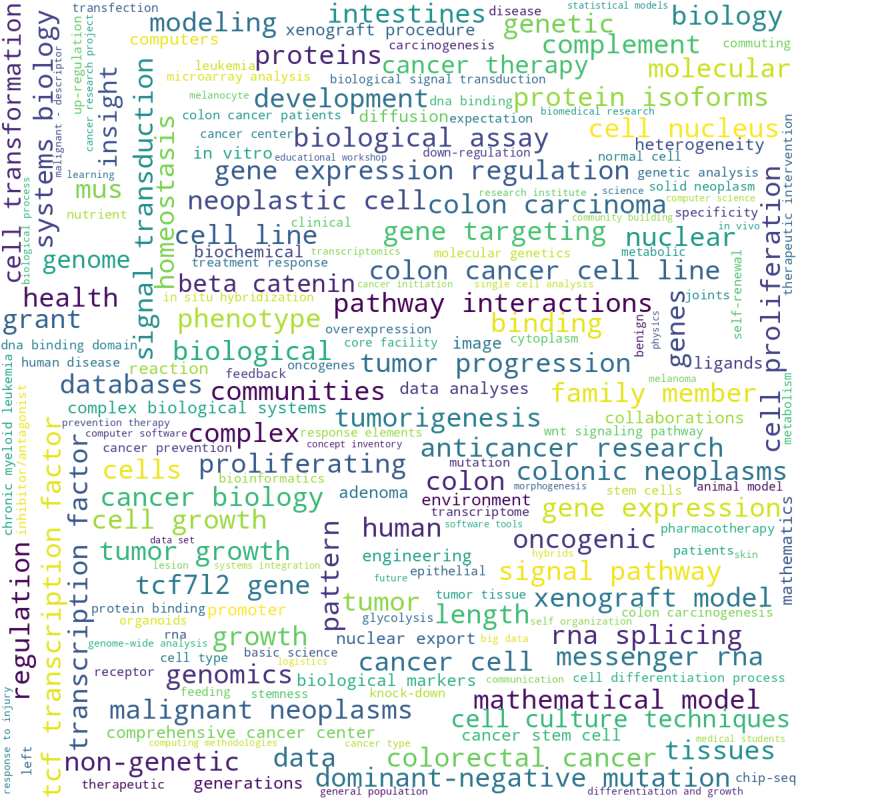 transfection
statistical models
intestines
disease
biology
modeling
xenograft procedure
genetic
computers
carcinogenesis
complement
commuting
proteins
cancer therapy
leukemia
molecular
microarray analysis
biological signal transduction
melanocyte
development
dna binding
protein isoforms
colon cancer patients
diffusion
expectation
biomedical research
cancer center
biological assay
cell nucleus
heterogeneity
in vitro
educational workshop
down-regulation
normal cell
learning
gene expression regulation
genetic analysis
mus
neoplastic cell
research institute
science
solid neoplasm
computer science
nutrient
colon carcinoma
specificity
clinical
community building
in vivo
cell line
gene targeting
nuclear
biochemical
transcriptomics
molecular genetics
metabolic
genome
treatment response
colon cancer cell line
beta catenin
cancer initiation
single cell analysis
health
in situ hybridization
pathway interactions
joints
grant
phenotype
overexpression
binding
dna binding domain
biological
core facility
image
cytoplasm
human disease
reaction
feedback
oncogenes
tumor progression
ligands
databases
communities
data analyses
family member
melanoma
complex biological systems
tumorigenesis
collaborations
prevention therapy
computer software
complex
response elements
wnt signaling pathway
cancer prevention
concept inventory
anticancer research
cells
proliferating
mutation
colonic neoplasms
bioinformatics
colon
morphogenesis
animal model
cancer biology
adenoma
environment
stem cells
transcriptome
gene expression
cell growth
human
software tools
pharmacotherapy
data set
oncogenic
tumor growth
engineering
hybrids
patients
skin
lesion
systems integration
epithelial
signal pathway
tcf7l2 gene
future
tumor
tumor tissue
xenograft model
protein binding
promoter
glycolysis
length
colon carcinogenesis
organoids
self organization
rna
growth
nuclear export
big data
rna splicing
genome-wide analysis
basic science
cell type
logistics
cancer cell
messenger rna
receptor
genomics
biological markers
communication
cell differentiation process
feeding
stemness
knock-down
mathematical model
malignant neoplasms
cell culture techniques
comprehensive cancer center
cancer stem cell
medical students
computing methodologies
cancer type
non-genetic
data
colorectal cancer
tissues
therapeutic
generations
dominant-negative mutation
chip-seq
general population
differentiation and growth
cell transformation
systems biology
malignant - descriptor
up-regulation
cancer research project
insight
signal transduction
homeostasis
biological process
chronic myeloid leukemia
inhibitor/antagonist
tcf transcription factor
transcription factor
regulation
response to injury
left
pattern
benign
physics
genes
self-renewal
cell proliferation
therapeutic intervention
metabolism
mathematics